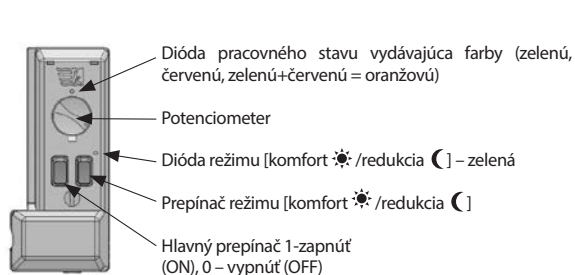 Dióda pracovného stavu vydávajúca farby (zelenú,
červenú, zelenú+červenú = oranžovú)
Potenciometer
Dióda režimu [komfort ☀ /redukcia ☾] – zelená
Prepínač režimu [komfort ☀ /redukcia ☾]
Hlavný prepínač 1-zapnúť
(ON), 0 – vypnúť (OFF)